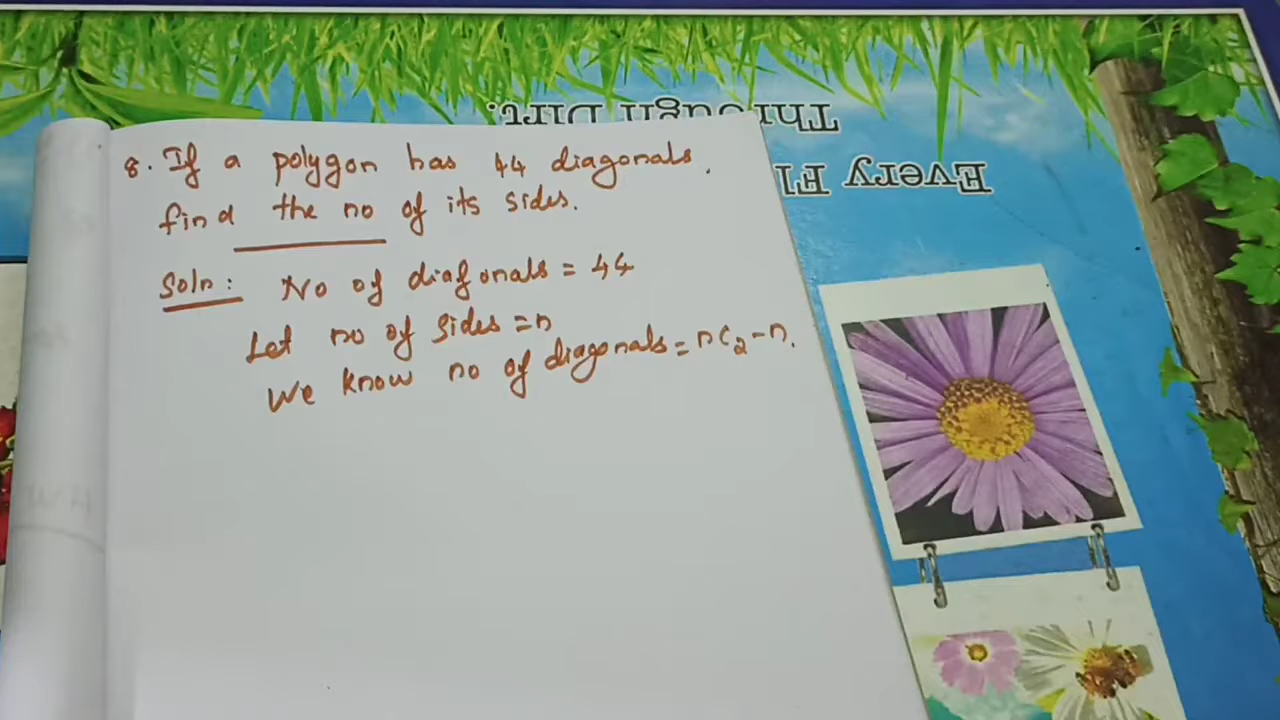 Through Dirt.
Every Fl
8. If a polygon has 44 diagonals.
find the no of its sides.
Soln: No of diagonals = 44
Let no of sides = n
We know no of diagonals = nC₂-n.